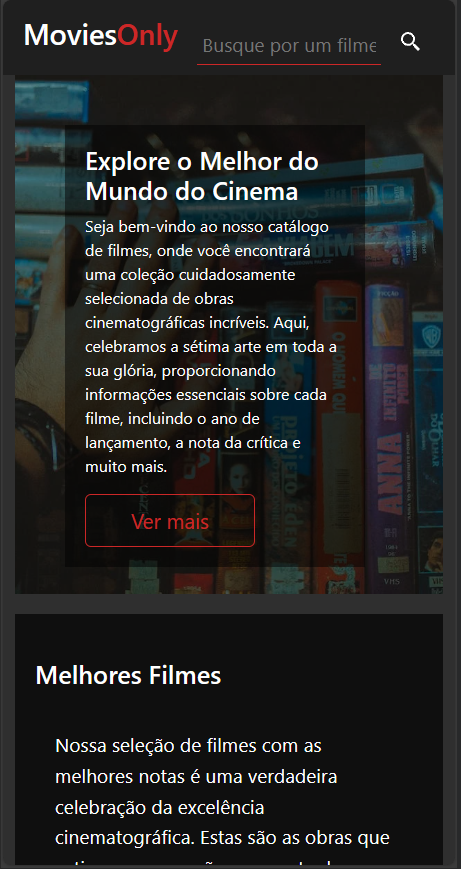 MoviesOnly
Busque por um filme
Explore o Melhor do
Mundo do Cinema
Seja bem-vindo ao nosso catálogo
de filmes, onde você encontrará
uma coleção cuidadosamente
selecionada de obras
cinematográficas incríveis. Aqui,
celebramos a sétima arte em toda a
sua glória, proporcionando
informações essenciais sobre cada
filme, incluindo o ano de
lançamento, a nota da crítica e
muito mais.
Ver mais
FICÇÃO
ANNA
VHS
Melhores Filmes
Nossa seleção de filmes com as
melhores notas é uma verdadeira
celebração da excelência
cinematográfica. Estas são as obras que